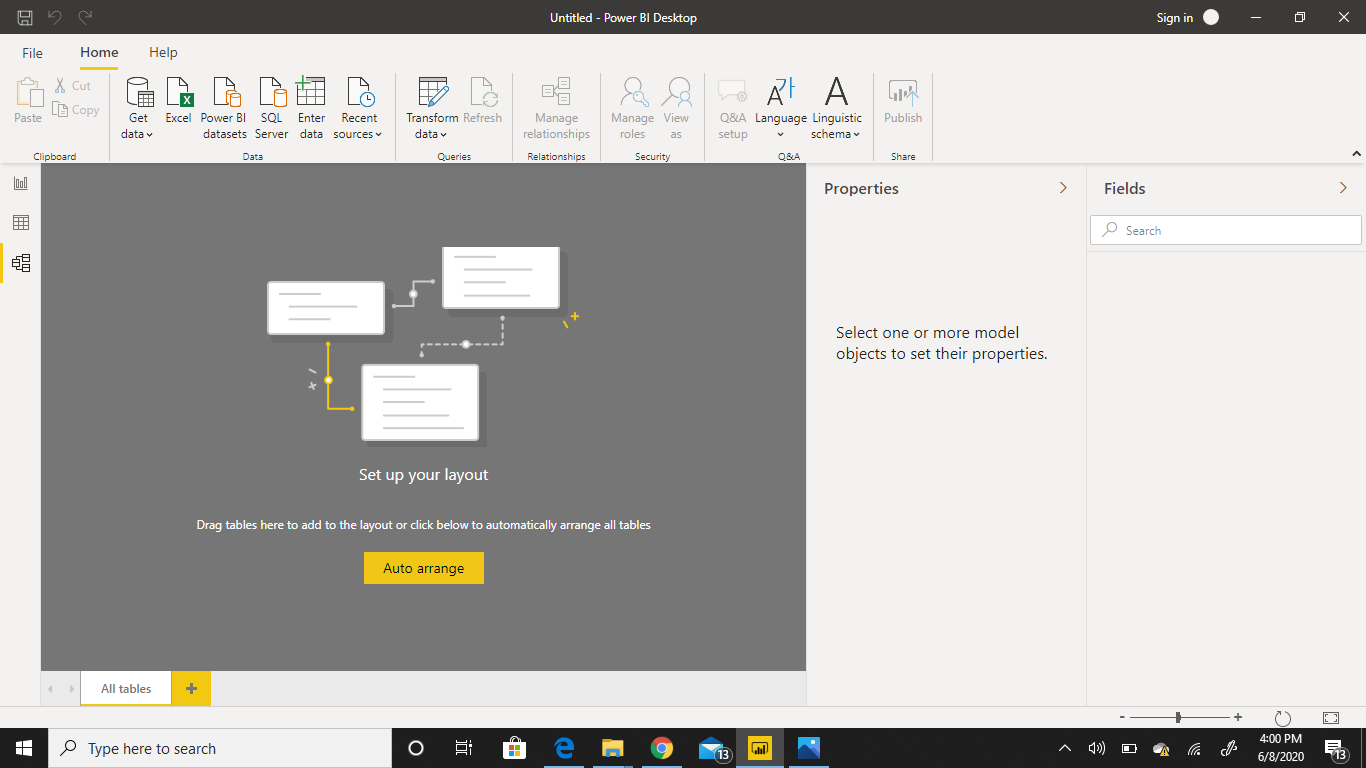 Untitled - Power BI Desktop
Sign in
File
Home
Help
Paste
Cut
Copy
Clipboard
Get
data
Excel
Power BI
datasets
SQL
Server
Enter
data
Recent
sources
Data
Transform
data
Refresh
Queries
Manage
relationships
Relationships
Manage
roles
View
as
Security
Q&A
setup
Language
Linguistic
schema
Q&A
Publish
Share
Properties
Select one or more model
objects to set their properties.
Fields
Search
Set up your layout
Drag tables here to add to the layout or click below to automatically arrange all tables
Auto arrange
All tables
Type here to search
13
4:00 PM
6/8/2020
13